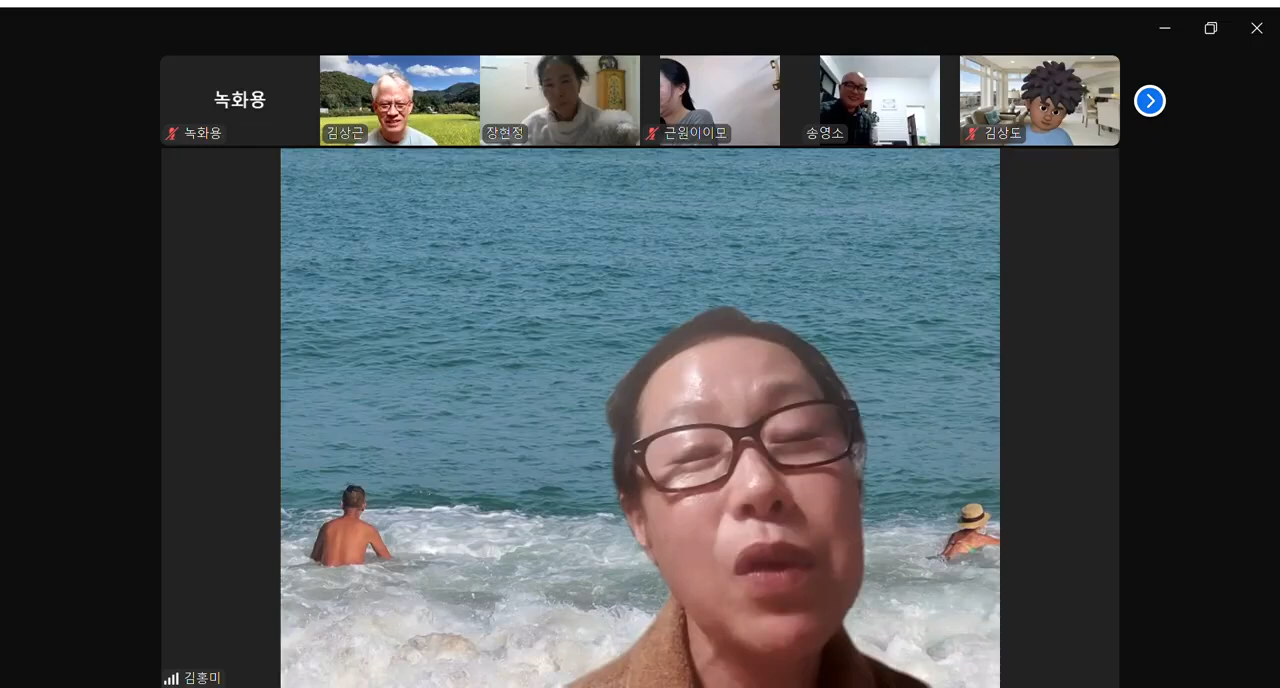 녹화용
녹화용
김상근
장현정
근원이이모
송영소
김상도
김홍미